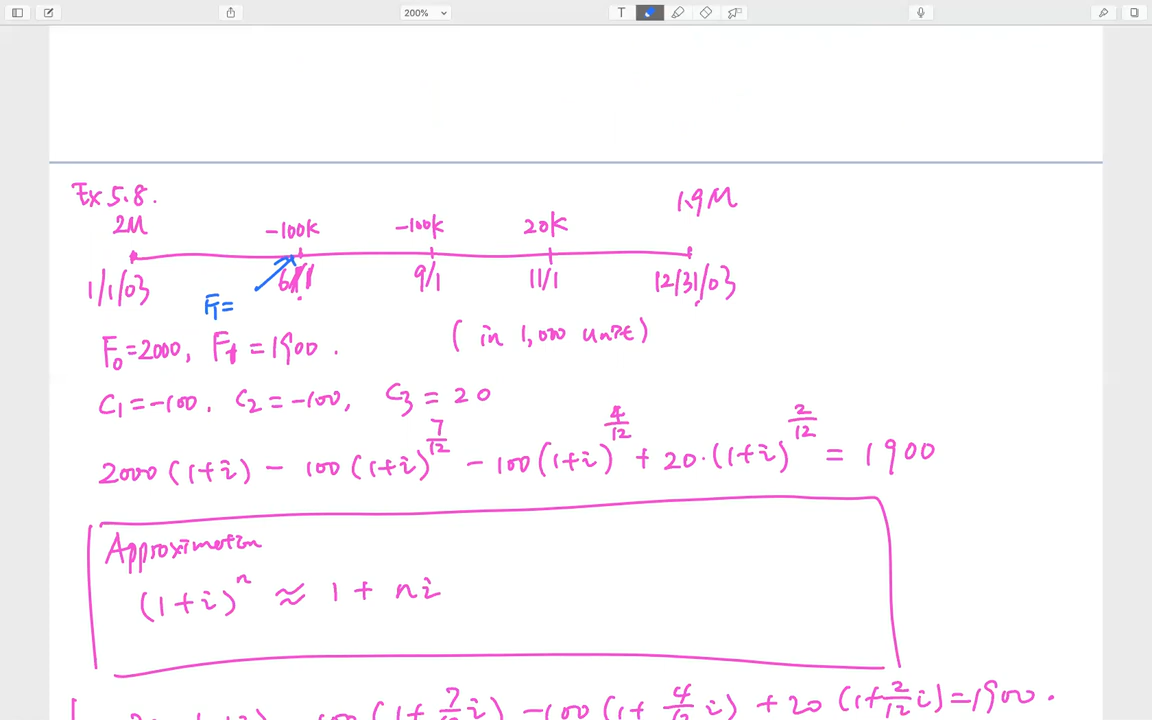 200%
T
Ex 5.8.
2M -100K -100K 20K 1.9M
1/1/03 9/1 11/1 12/31/03
F =
F₀=2000, F₁ =1900. (in 1,000 unit)
C₁=-100. C₂=-100, C₃=20
2000(1+i) - 100(1+i)^{7/12} - 100(1+i)^{4/12} + 20·(1+i)^{2/12} = 1900
Approximation
(1+i)ⁿ ≈ 1 + ni
(1+ 7/12 i) -100(1+ 4/12 i) +20(1+ 2/12 i)=1900.